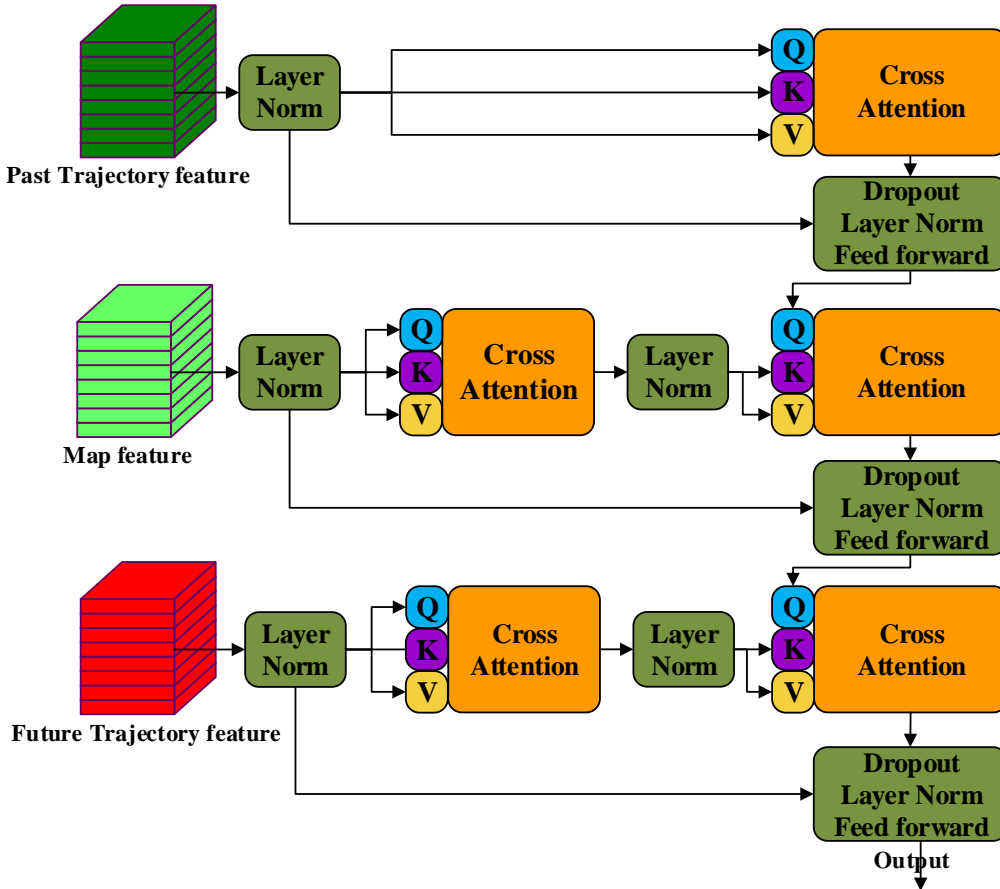 Layer
Norm
Q
K
V
Cross
Attention
Past Trajectory feature
Dropout
Layer Norm
Feed forward
Layer
Norm
Q
K
V
Cross
Attention
Layer
Norm
Q
K
V
Cross
Attention
Map feature
Dropout
Layer Norm
Feed forward
Layer
Norm
Q
K
V
Cross
Attention
Layer
Norm
Q
K
V
Cross
Attention
Future Trajectory feature
Dropout
Layer Norm
Feed forward
Output